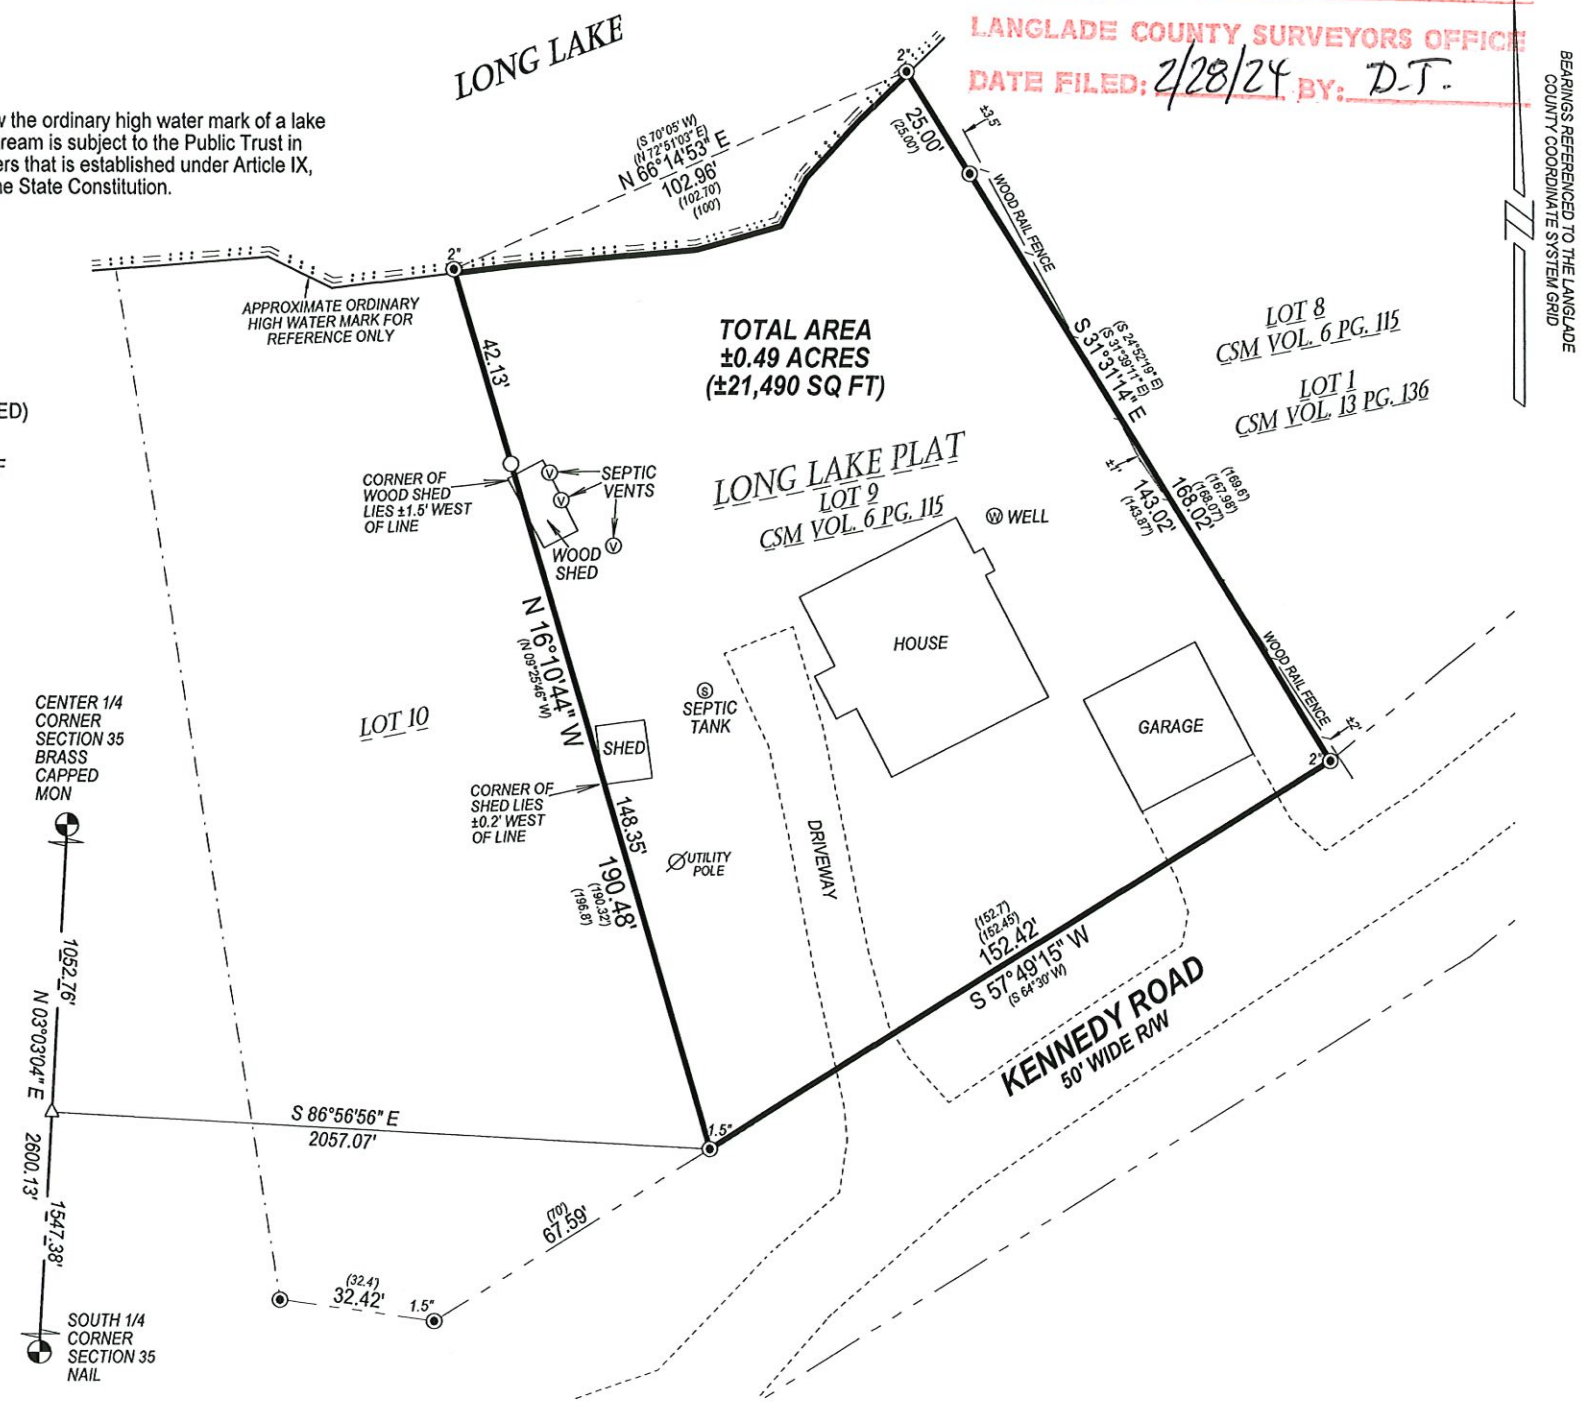 LONG LAKE
LANGLADE COUNTY SURVEYORS OFFICE
DATE FILED: 2/28/24 BY: D.T.
BEARINGS REFERENCED TO THE LANGLADE
COUNTY COORDINATE SYSTEM GRID
N
w the ordinary high water mark of a lake
ream is subject to the Public Trust in
ers that is established under Article IX,
ne State Constitution.
ED)
F
2"
(S 70°05' W)
(N 72°51'03" E)
N 66°14'53" E
102.96'
(102.70')
(100')
2"
25.00'
(25.00')
±3.5'
WOOD RAIL FENCE
APPROXIMATE ORDINARY
HIGH WATER MARK FOR
REFERENCE ONLY
42.13'
TOTAL AREA
±0.49 ACRES
(±21,490 SQ FT)
(S 24°52'19" E)
(S 31°39'11" E)
S 31°31'14" E
LOT 8
CSM VOL. 6 PG. 115
LOT 1
CSM VOL. 13 PG. 136
LONG LAKE PLAT
LOT 9
CSM VOL. 6 PG. 115
±1'
(169.6')
(167.98')
(168.07')
168.02'
143.02'
(143.87')
CORNER OF
WOOD SHED
LIES ±1.5' WEST
OF LINE
V
V
V
SEPTIC
VENTS
WOOD
SHED
W WELL
N 16°10'44" W
(N 09°25'46" W)
HOUSE
GARAGE
WOOD RAIL FENCE
±2'
2"
S
SEPTIC
TANK
LOT 10
SHED
CORNER OF
SHED LIES
±0.2' WEST
OF LINE
148.35'
190.48'
(190.32')
(196.8')
UTILITY
POLE
DRIVEWAY
CENTER 1/4
CORNER
SECTION 35
BRASS
CAPPED
MON
1052.76'
N 03°03'04" E
2600.13'
1547.38'
(152.7')
(152.45')
152.42'
S 57°49'15" W
(S 64°30' W)
KENNEDY ROAD
50' WIDE R/W
S 86°56'56" E
2057.07'
1.5"
(70')
67.59'
(32.4')
32.42'
1.5"
SOUTH 1/4
CORNER
SECTION 35
NAIL